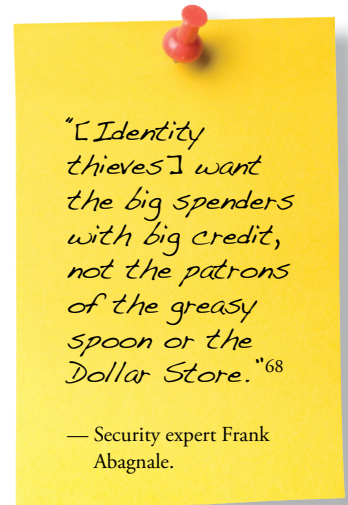 "[Identity
thieves] want
the big spenders
with big credit,
not the patrons
of the greasy
spoon or the
Dollar Store."68
— Security expert Frank
Abagnale.